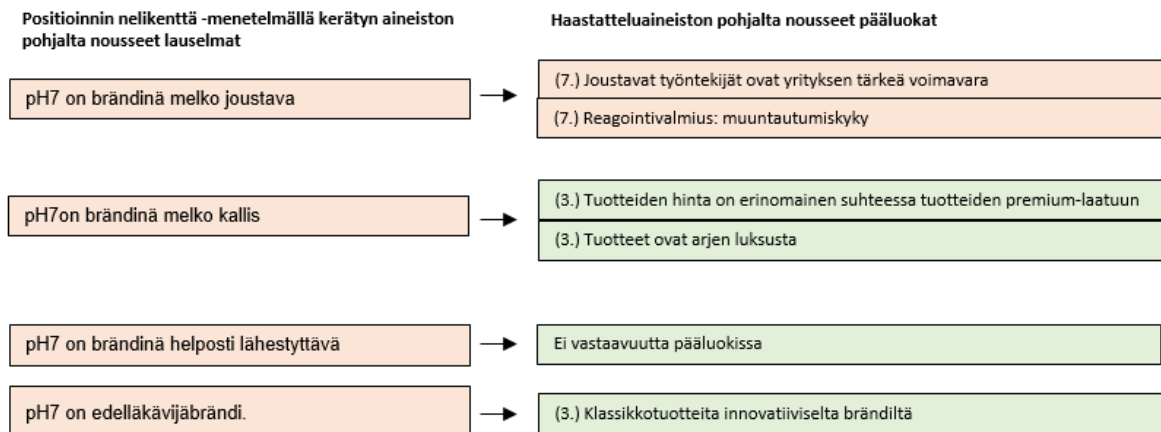 Positioinnin nelikenttä -menetelmällä kerätyn aineiston
pohjalta nousseet lauselmat
Haastatteluaineiston pohjalta nousseet pääluokat
pH7 on brändinä melko joustava
(7.) Joustavat työntekijät ovat yrityksen tärkeä voimavara
(7.) Reagointivalmius: muuntautumiskyky
pH7on brändinä melko kallis
(3.) Tuotteiden hinta on erinomainen suhteessa tuotteiden premium-laatuun
(3.) Tuotteet ovat arjen luksusta
pH7 on brändinä helposti lähestyttävä
Ei vastaavuutta pääluokissa
pH7 on edelläkävijäbrändi.
(3.) Klassikkotuotteita innovatiiviselta brändiltä